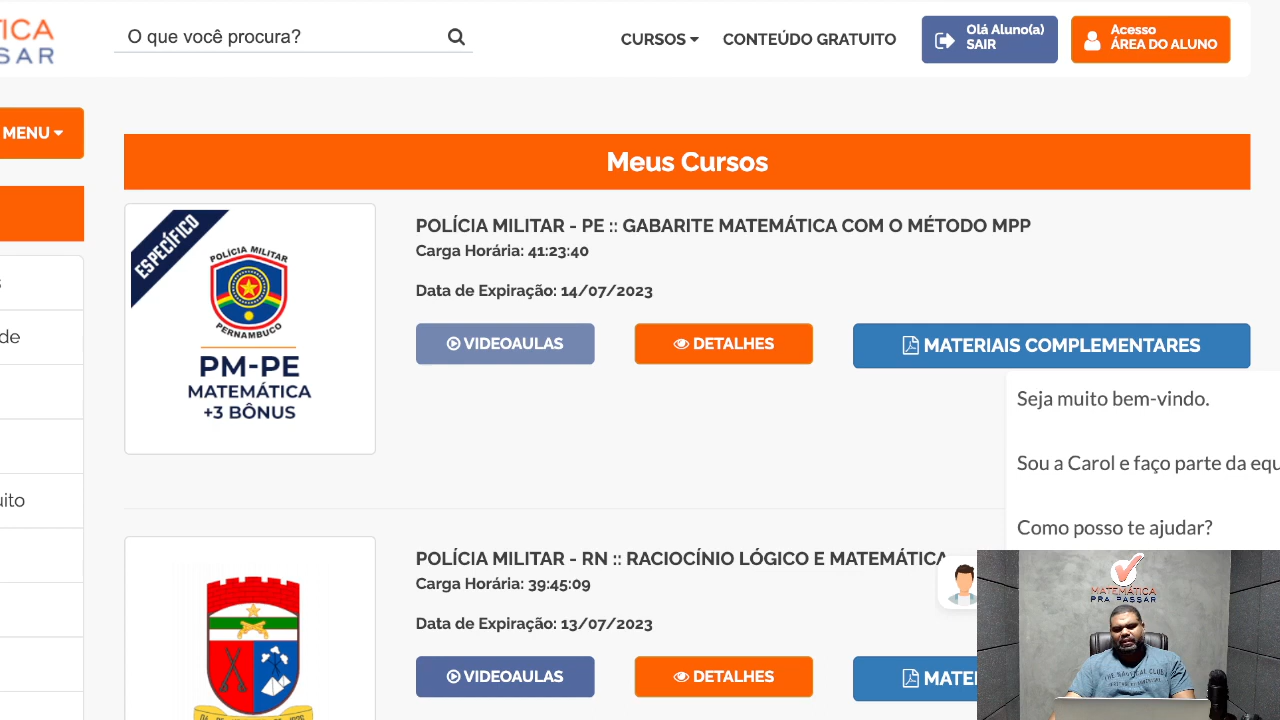 TICA
SSAR
O que você procura?
CURSOS
CONTEÚDO GRATUITO
Olá Aluno(a)
SAIR
Acesso
ÁREA DO ALUNO
MENU
Meus Cursos
ESPECÍFICO
POLÍCIA MILITAR
PERNAMBUCO
PM-PE
MATEMÁTICA
+3 BÔNUS
POLÍCIA MILITAR - PE :: GABARITE MATEMÁTICA COM O MÉTODO MPP
Carga Horária: 41:23:40
Data de Expiração: 14/07/2023
VIDEOAULAS
DETALHES
MATERIAIS COMPLEMENTARES
de
uito
Seja muito bem-vindo.
Sou a Carol e faço parte da equ
Como posso te ajudar?
POLÍCIA MILITAR - RN :: RACIOCÍNIO LÓGICO E MATEMÁTICA
Carga Horária: 39:45:09
Data de Expiração: 13/07/2023
VIDEOAULAS
DETALHES
MATE
MATEMÁTICA
PRA PASSAR
THE NAUTICAL CLUB